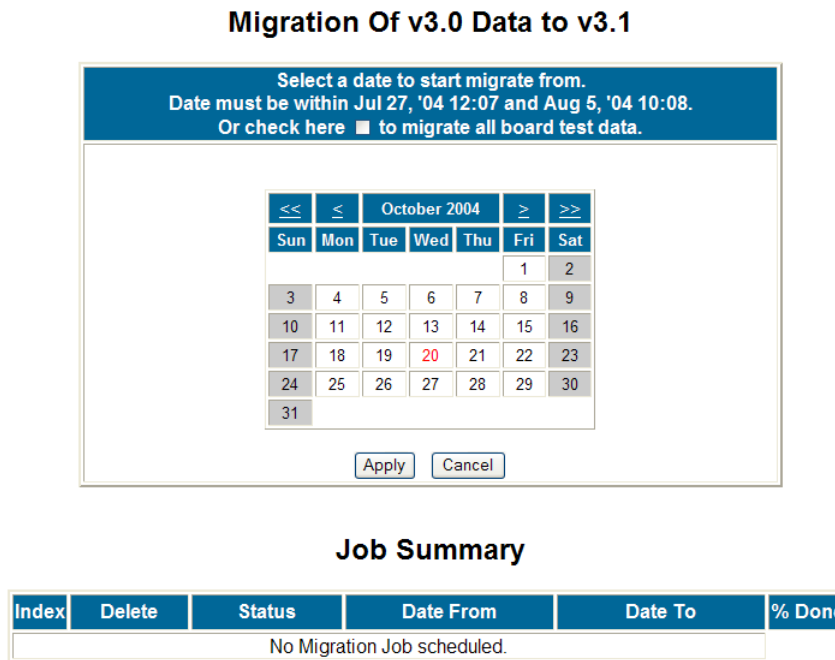 Migration Of v3.0 Data to v3.1
Select a date to start migrate from.
Date must be within Jul 27, '04 12:07 and Aug 5, '04 10:08.
Or check here to migrate all board test data.
<< < October 2004 > >>
Sun Mon Tue Wed Thu Fri Sat
1 2
3 4 5 6 7 8 9
10 11 12 13 14 15 16
17 18 19 20 21 22 23
24 25 26 27 28 29 30
31
Apply Cancel
Job Summary
Index Delete Status Date From Date To % Don
No Migration Job scheduled.